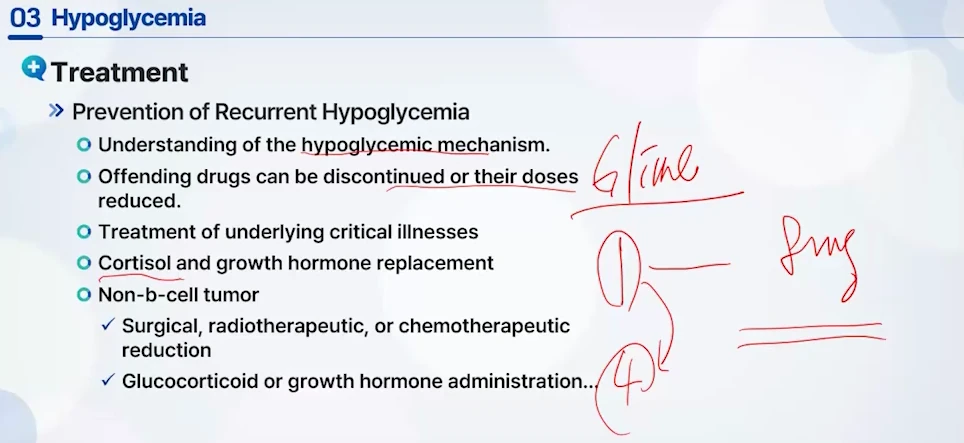 03 Hypoglycemia
Treatment
Prevention of Recurrent Hypoglycemia
Understanding of the hypoglycemic mechanism.
Offending drugs can be discontinued or their doses
reduced.
Treatment of underlying critical illnesses
Cortisol and growth hormone replacement
Non-b-cell tumor
Surgical, radiotherapeutic, or chemotherapeutic
reduction
Glucocorticoid or growth hormone administration...
6/ime
1
4